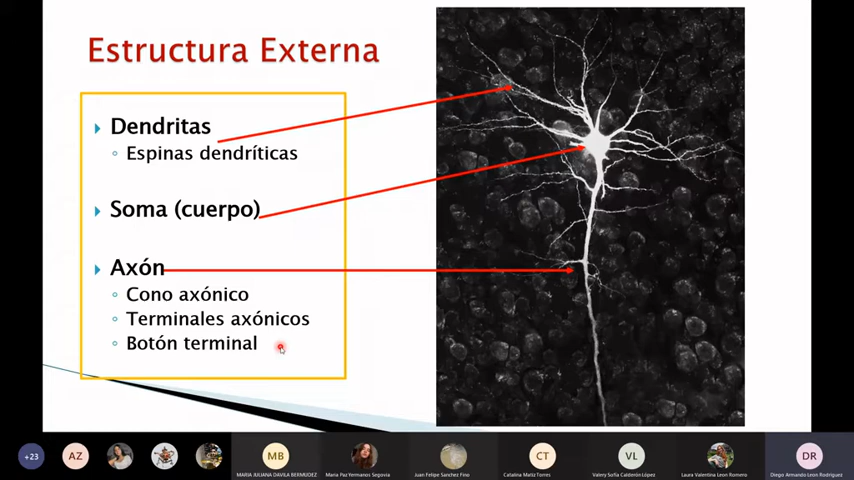 Estructura Externa
Dendritas
Espinas dendríticas
Soma (cuerpo)
Axón
Cono axónico
Terminales axónicos
Botón terminal
+23
AZ
MB
CT
VL
DR
MARIA JULIANA DAVILA BERMUDEZ
Maria Paz Yermanos Segovia
Juan Felipe Sanchez Fino
Catalina Matiz Torres
Valery Sofia Calderón López
Laura Valentina Leon Romero
Diego Armando Leon Rodriguez